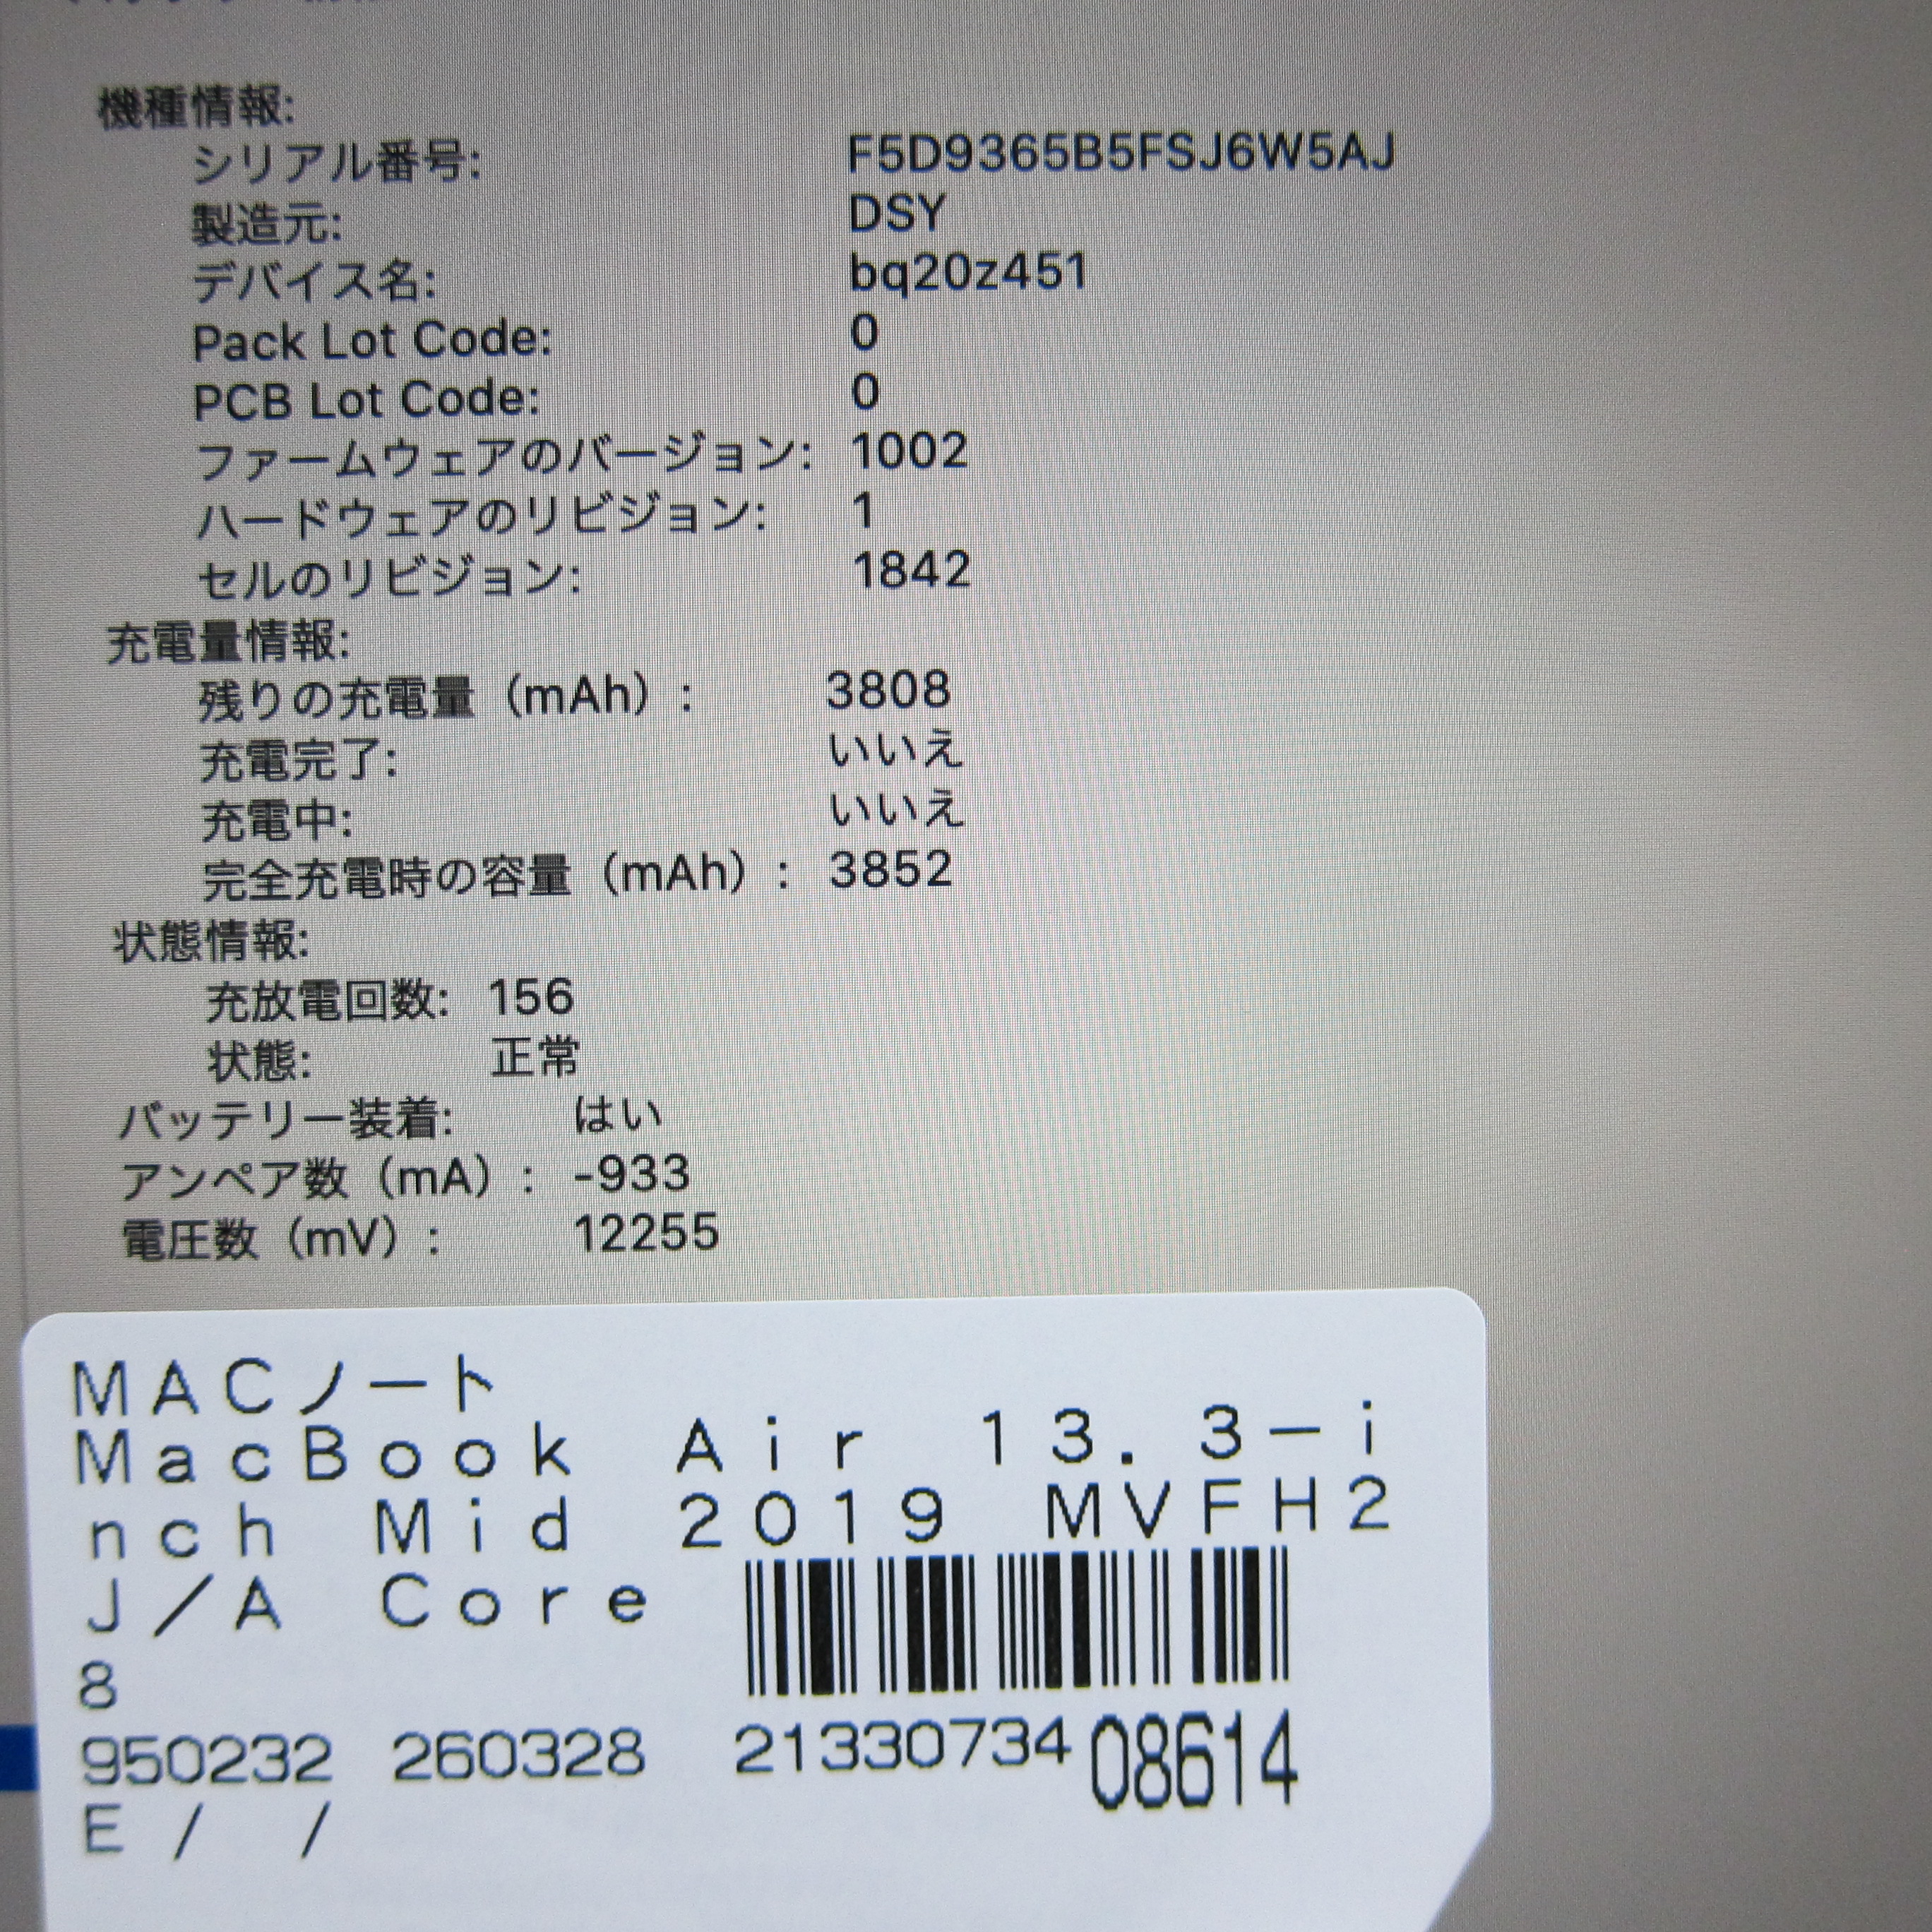 機種情報:
シリアル番号: F5D9365B5FSJ6W5AJ
製造元: DSY
デバイス名: bq20z451
Pack Lot Code: 0
PCB Lot Code: 0
ファームウェアのバージョン: 1002
ハードウェアのリビジョン: 1
セルのリビジョン: 1842
充電量情報:
残りの充電量（mAh）: 3808
充電完了: いいえ
充電中: いいえ
完全充電時の容量（mAh）: 3852
状態情報:
充放電回数: 156
状態: 正常
バッテリー装着: はい
アンペア数（mA）: -933
電圧数（mV）: 12255
MACノート
MacBook Air 13.3-i
nch Mid 2019 MVFH2
J/A Core
8
950232 260328 21330734 08614
E / /